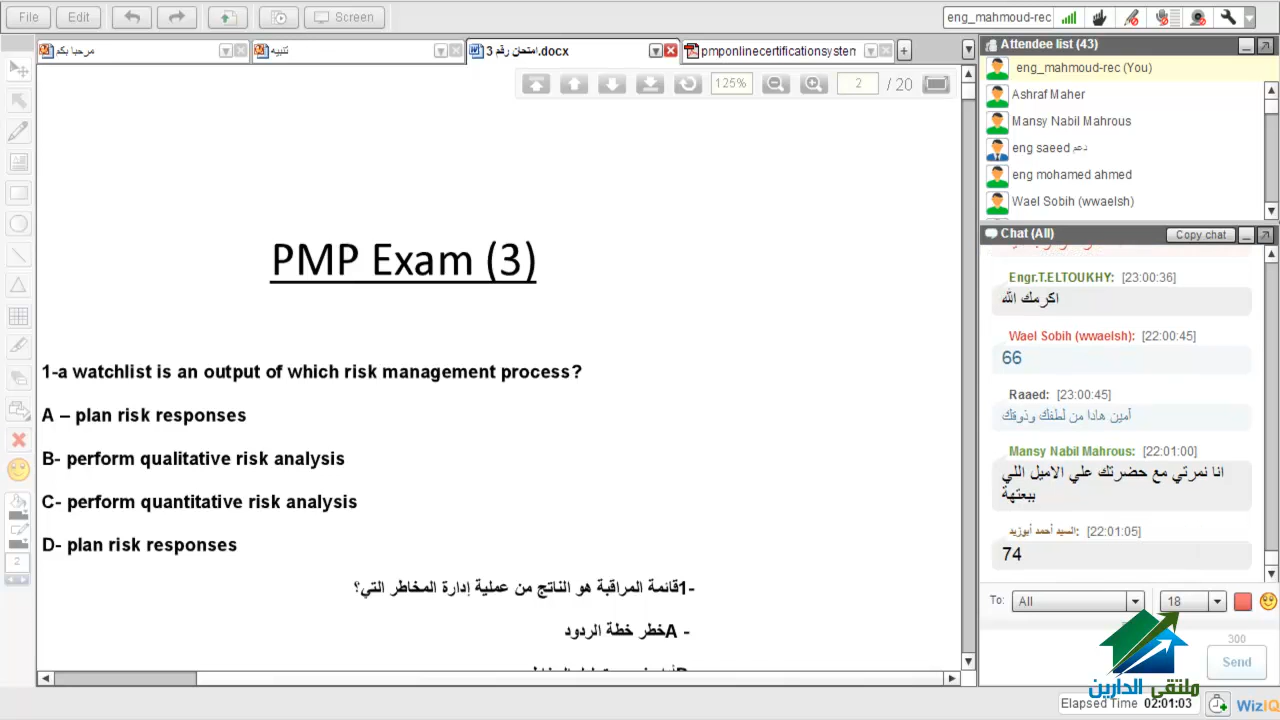 File
Edit
Screen
eng_mahmoud-rec
مرحبا بكم
تنبيه
امتحان رقم 3.docx
pmponlinecertificationsystem
125%
2
/ 20
PMP Exam (3)
1-a watchlist is an output of which risk management process?
A – plan risk responses
B- perform qualitative risk analysis
C- perform quantitative risk analysis
D- plan risk responses
-1قائمة المراقبة هو الناتج من عملية إدارة المخاطر التي؟
- Aخطر خطة الردود
2
Attendee list (43)
eng_mahmoud-rec (You)
Ashraf Maher
Mansy Nabil Mahrous
eng saeed دعم
eng mohamed ahmed
Wael Sobih (wwaelsh)
Chat (All)
Copy chat
Engr.T.ELTOUKHY: [23:00:36]
اكرمك الله
Wael Sobih (wwaelsh): [22:00:45]
66
Raaed: [23:00:45]
أمين هادا من لطفك وذوقك
Mansy Nabil Mahrous: [22:01:00]
انا نمرتي مع حضرتك علي الاميل اللي
ببعتهة
السيد أحمد أبوزيد: [22:01:05]
74
To:
All
18
300
Send
ملتقى الدارين
Elapsed Time 02:01:03
WizIQ